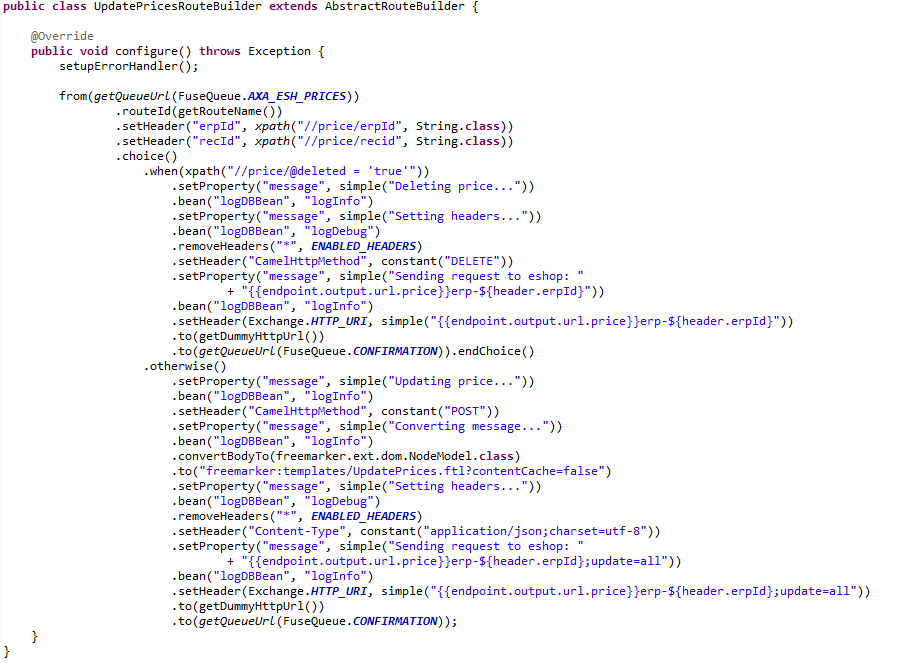 public class UpdatePricesRouteBuilder extends AbstractRouteBuilder {
@Override
public void configure() throws Exception {
setupErrorHandler();
from(getQueueUrl(FuseQueue.AXA_ESH_PRICES))
.routeId(getRouteName())
.setHeader("erpId", xpath("//price/erpId", String.class))
.setHeader("recId", xpath("//price/recid", String.class))
.choice()
.when(xpath("//price/@deleted = 'true'"))
.setProperty("message", simple("Deleting price..."))
.bean("logDBBean", "logInfo")
.setProperty("message", simple("Setting headers..."))
.bean("logDBBean", "logDebug")
.removeHeaders("*", ENABLED_HEADERS)
.setHeader("CamelHttpMethod", constant("DELETE"))
.setProperty("message", simple("Sending request to eshop: "
+ "{{endpoint.output.url.price}}erp-${header.erpId}"))
.bean("logDBBean", "logInfo")
.setHeader(Exchange.HTTP_URI, simple("{{endpoint.output.url.price}}erp-${header.erpId}"))
.to(getDummyHttpUrl())
.to(getQueueUrl(FuseQueue.CONFIRMATION)).endChoice()
.otherwise()
.setProperty("message", simple("Updating price..."))
.bean("logDBBean", "logInfo")
.setHeader("CamelHttpMethod", constant("POST"))
.setProperty("message", simple("Converting message..."))
.bean("logDBBean", "logInfo")
.convertBodyTo(freemarker.ext.dom.NodeModel.class)
.to("freemarker:templates/UpdatePrices.ftl?contentCache=false")
.setProperty("message", simple("Setting headers..."))
.bean("logDBBean", "logDebug")
.removeHeaders("*", ENABLED_HEADERS)
.setHeader("Content-Type", constant("application/json;charset=utf-8"))
.setProperty("message", simple("Sending request to eshop: "
+ "{{endpoint.output.url.price}}erp-${header.erpId};update=all"))
.bean("logDBBean", "logInfo")
.setHeader(Exchange.HTTP_URI, simple("{{endpoint.output.url.price}}erp-${header.erpId};update=all"))
.to(getDummyHttpUrl())
.to(getQueueUrl(FuseQueue.CONFIRMATION));
}
}